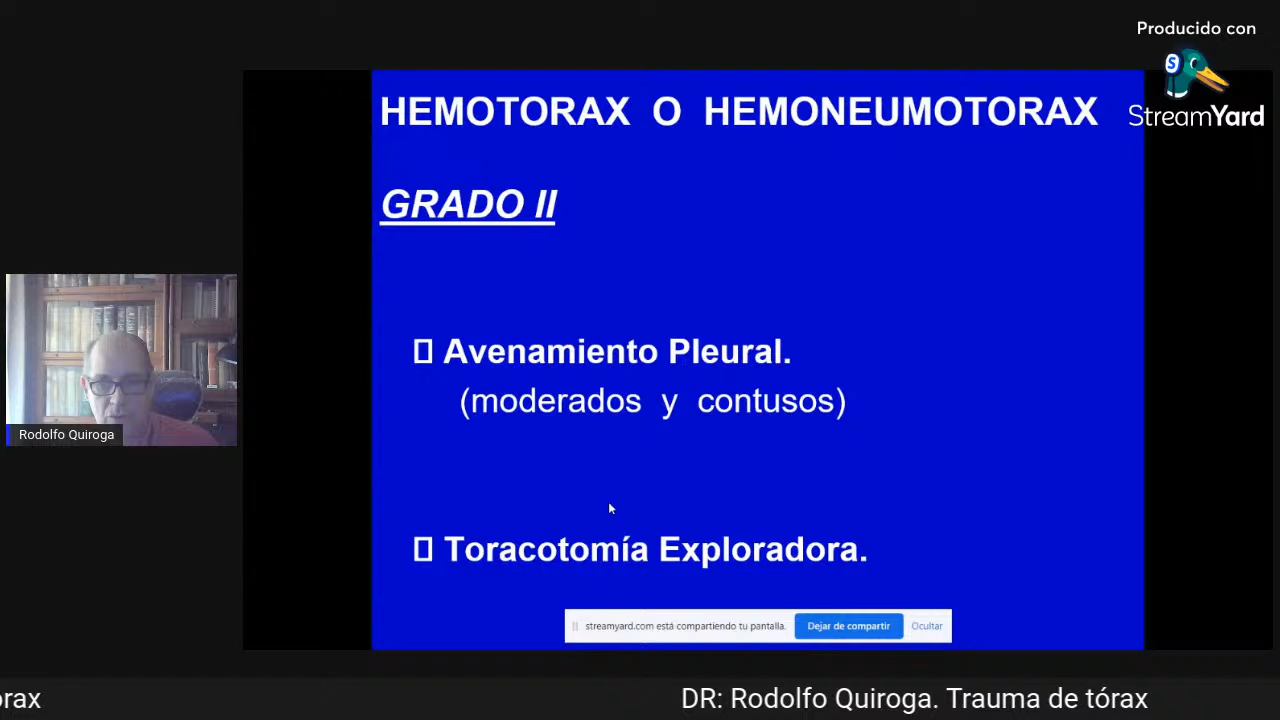 Producido con
StreamYard
HEMOTORAX O HEMONEUMOTORAX
GRADO II
Avenamiento Pleural.
(moderados y contusos)
Toracotomía Exploradora.
streamyard.com está compartiendo tu pantalla. Dejar de compartir Ocultar
Rodolfo Quiroga
orax DR: Rodolfo Quiroga. Trauma de tórax